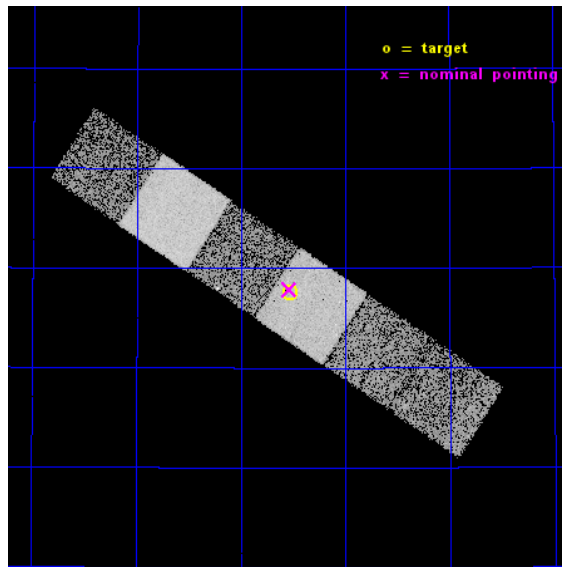 o = target
x = nominal pointing